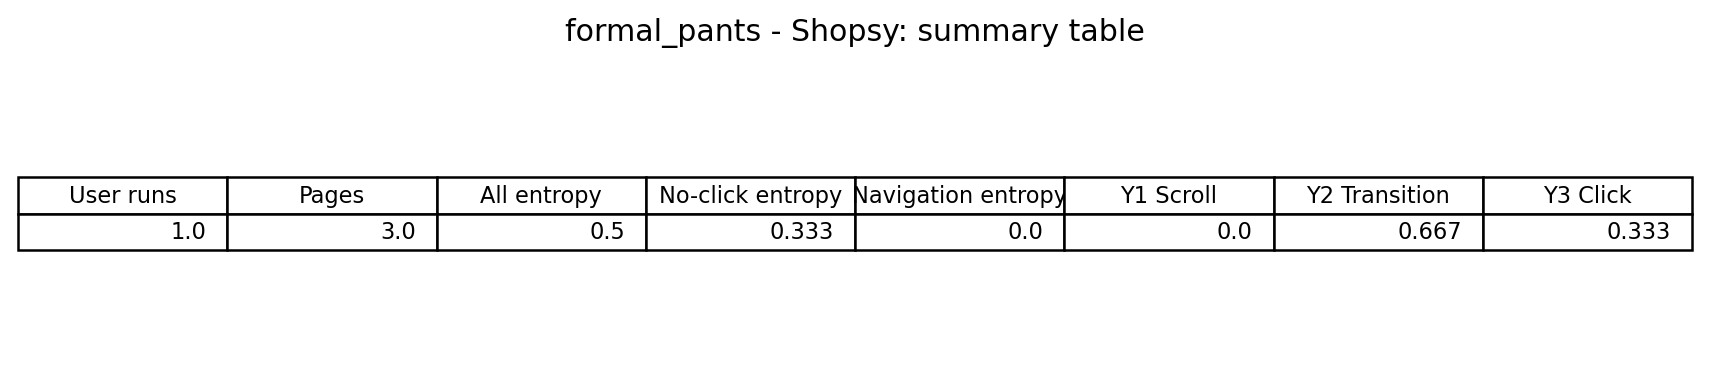 formal_pants - Shopsy: summary table
User runs Pages All entropy No-click entropy Navigation entropy Y1 Scroll Y2 Transition Y3 Click
1.0 3.0 0.5 0.333 0.0 0.0 0.667 0.333